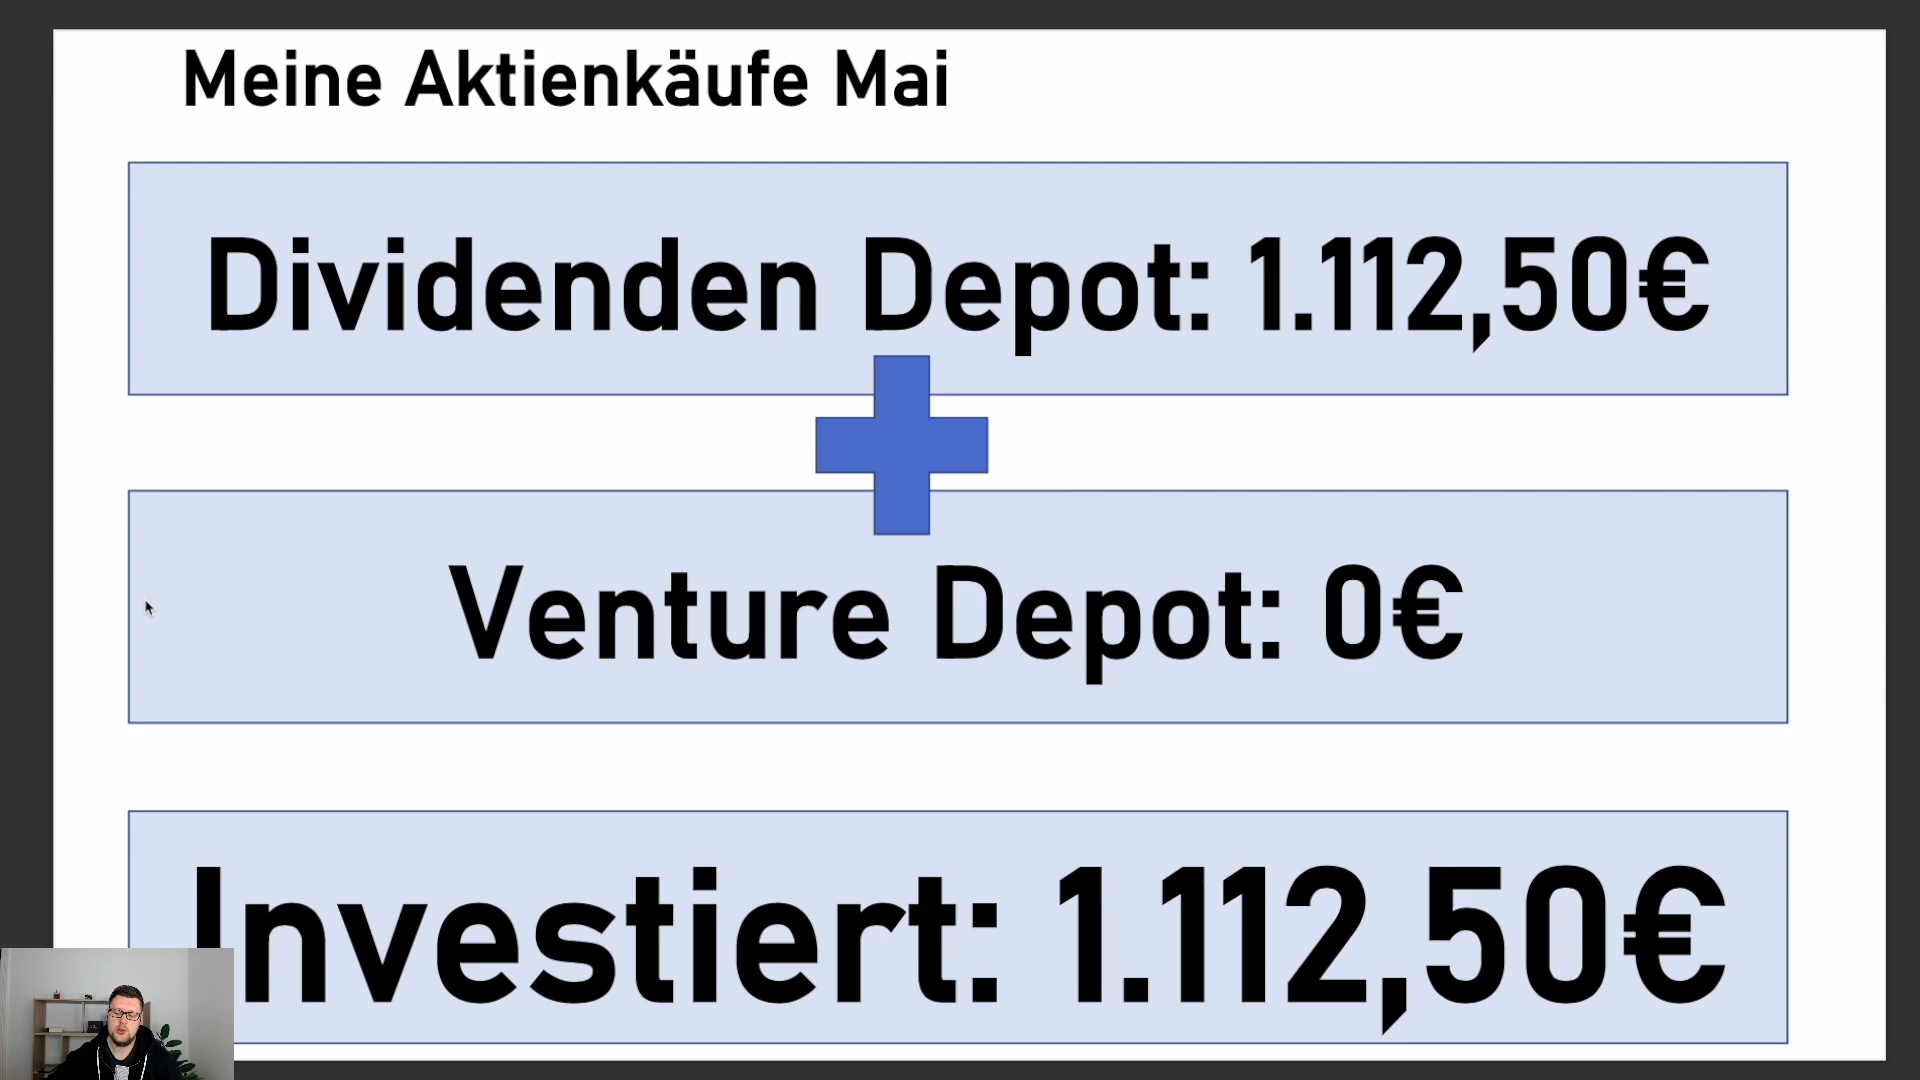 Meine Aktienkäufe Mai
Dividenden Depot: 1.112,50€
Venture Depot: 0€
Investiert: 1.112,50€